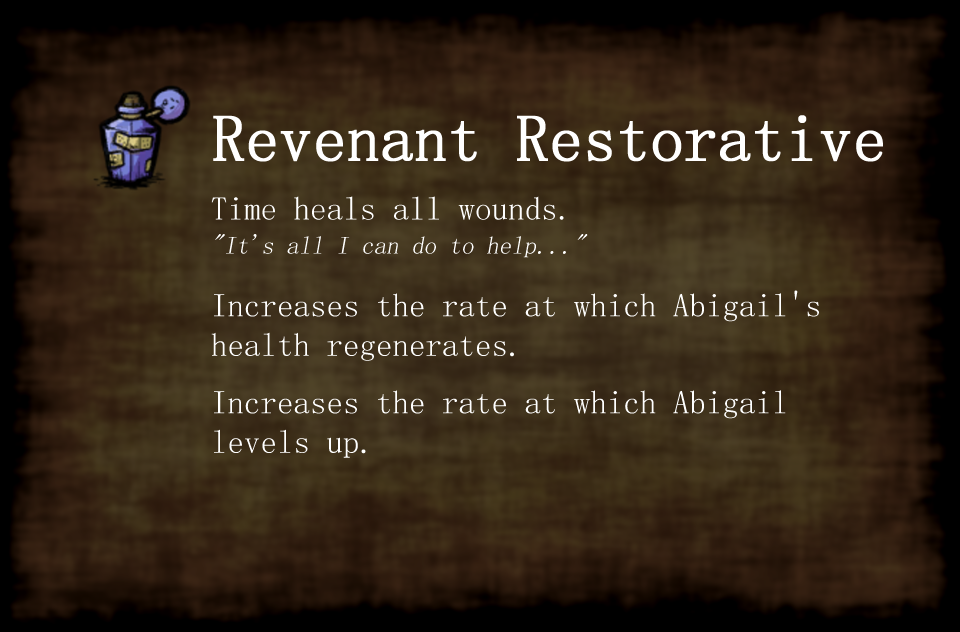 Revenant Restorative
Time heals all wounds.
"It's all I can do to help..."
Increases the rate at which Abigail's
health regenerates.
Increases the rate at which Abigail
levels up.